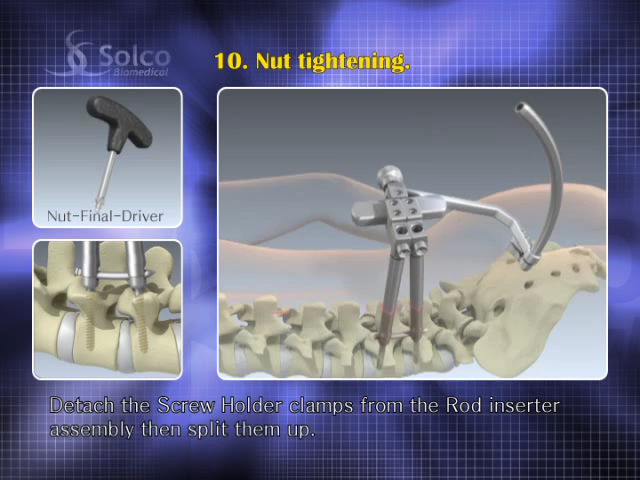 Solco
Biomedical
10. Nut tightening.
Nut-Final-Driver
Detach the Screw Holder clamps from the Rod inserter
assembly then split them up.